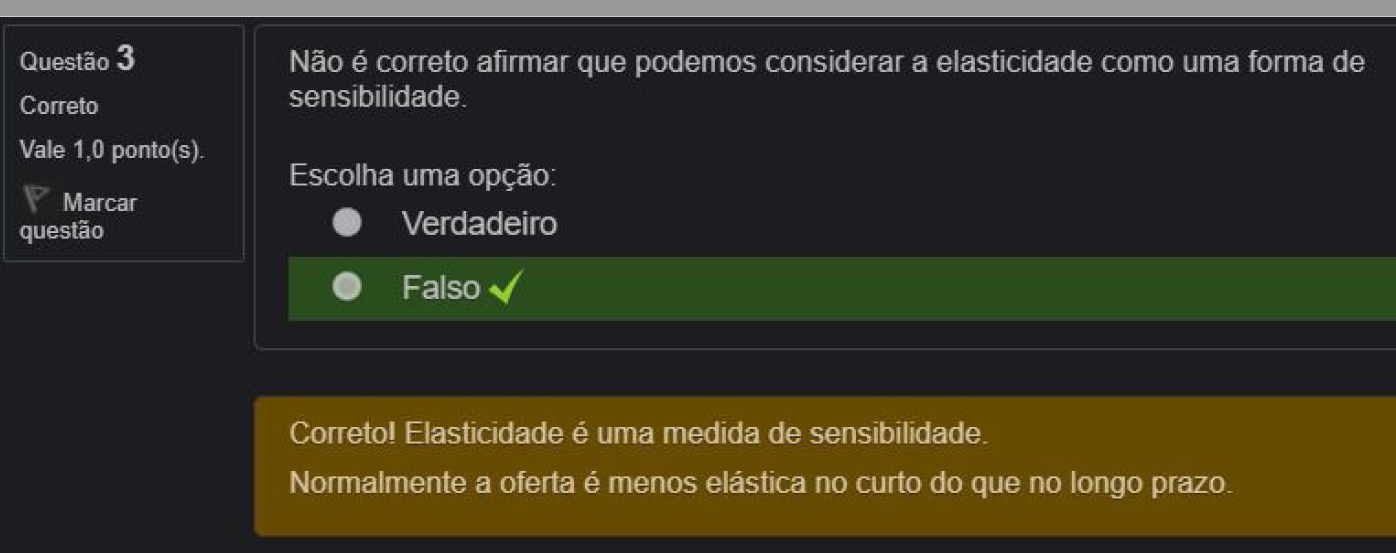 Questão 3
Correto
Vale 1,0 ponto(s).
Marcar
questão
Não é correto afirmar que podemos considerar a elasticidade como uma forma de
sensibilidade.
Escolha uma opção:
Verdadeiro
Falso
Correto! Elasticidade é uma medida de sensibilidade.
Normalmente a oferta é menos elástica no curto do que no longo prazo.